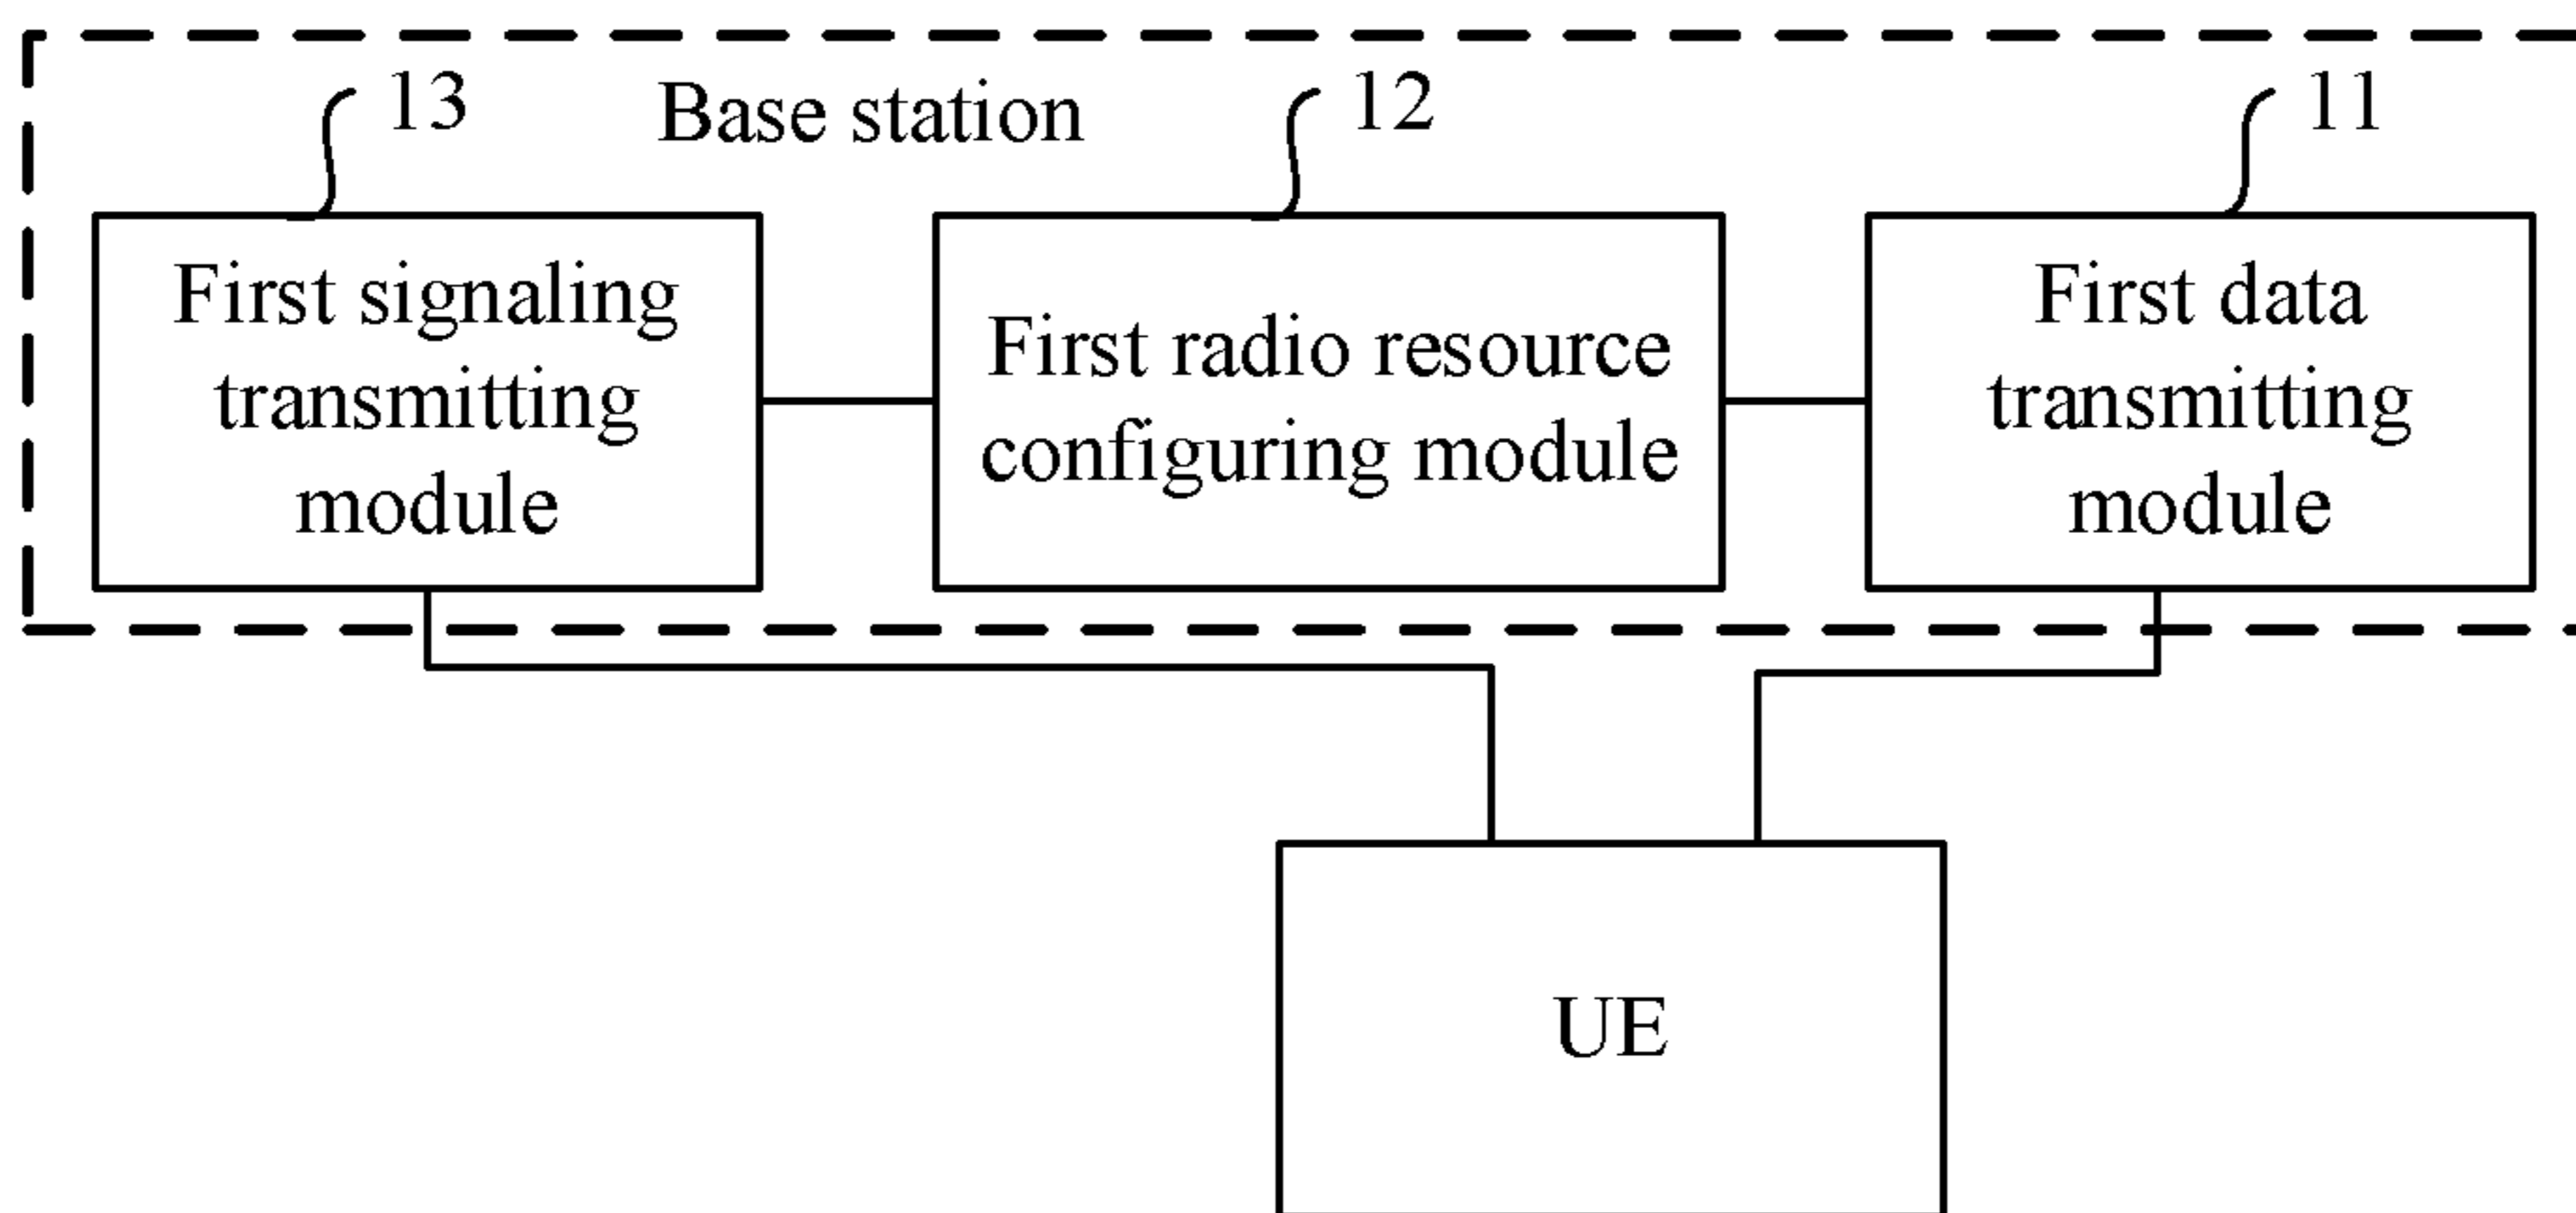 13
Base station
12
11
First signaling
transmitting
module
First radio resource
configuring module
First data
transmitting
module
UE